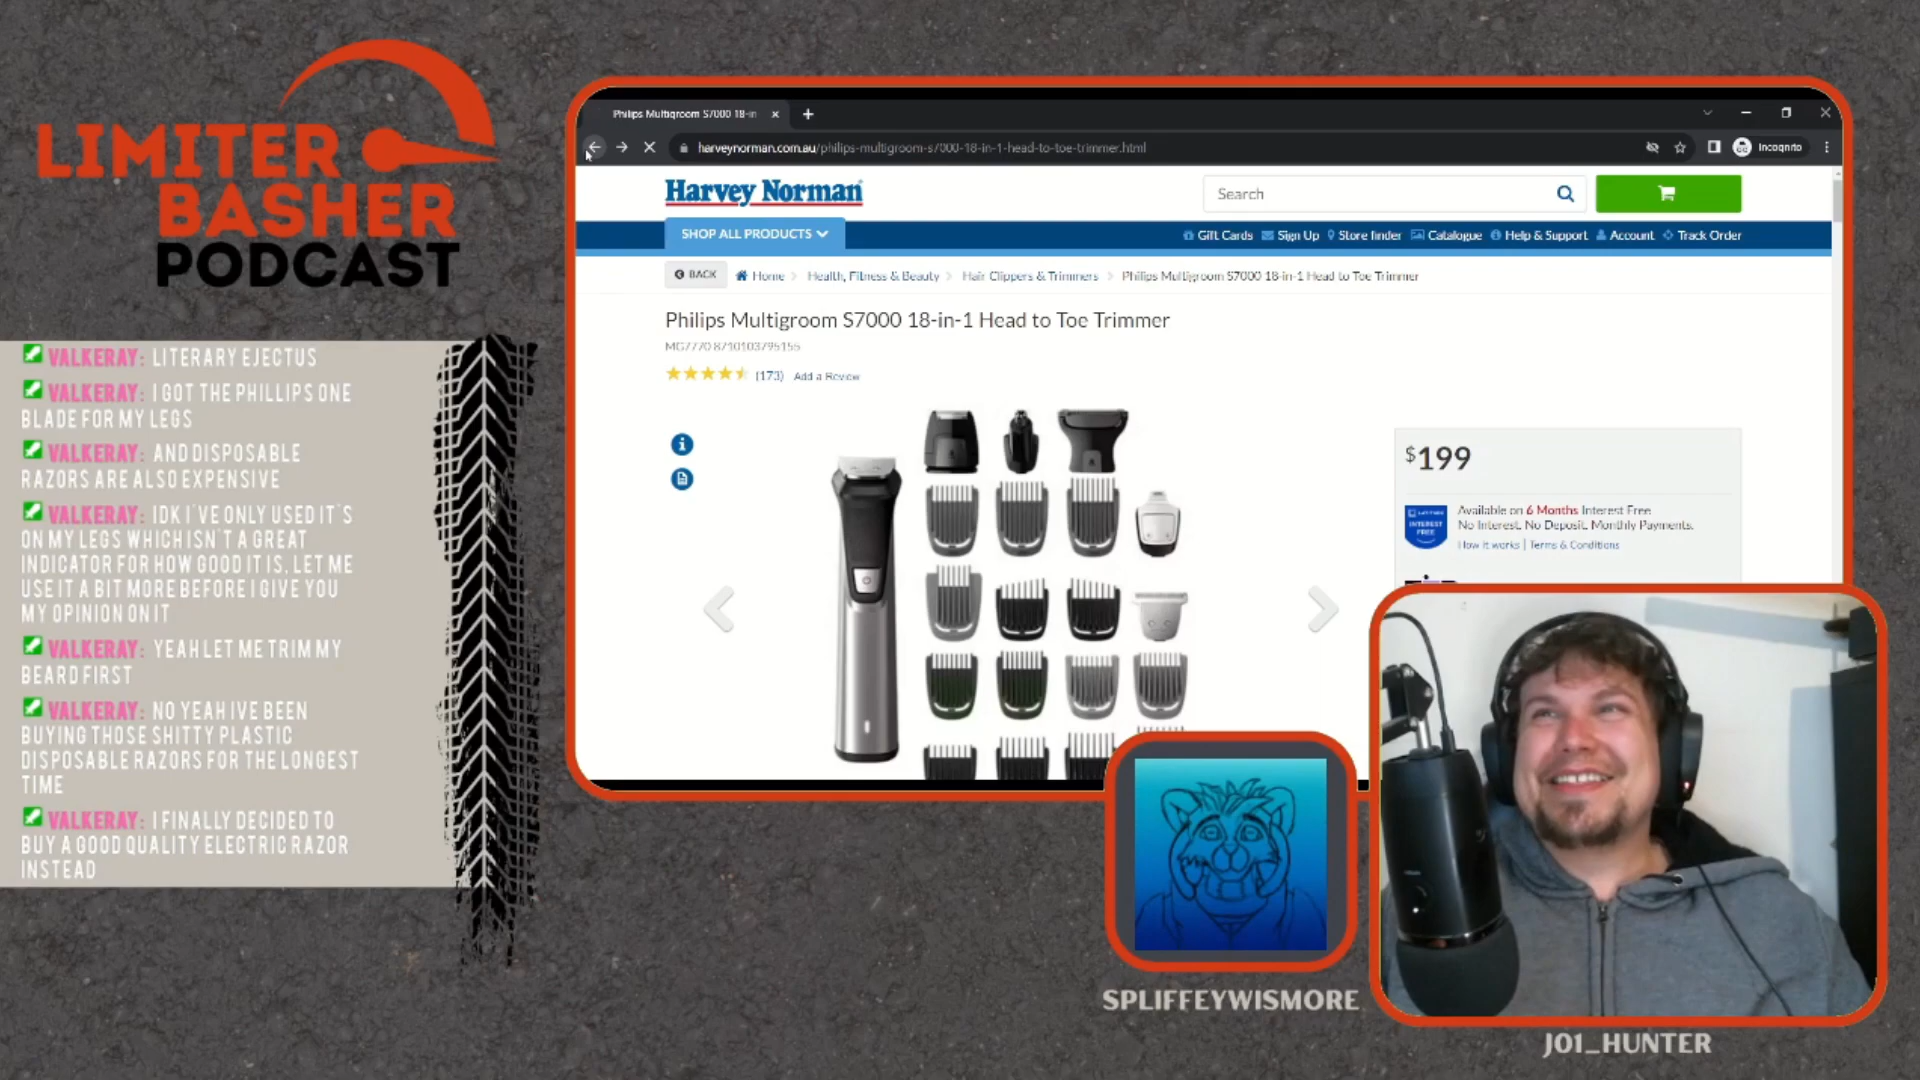 LIMITER
BASHER
PODCAST
Philips Multigroom S7000 18-in
harveynorman.com.au/philips-multigroom-s7000-18-in-1-head-to-toe-trimmer.html
Incognito
Harvey Norman
Search
SHOP ALL PRODUCTS
Gift Cards Sign Up Store finder Catalogue Help & Support Account Track Order
BACK Home Health, Fitness & Beauty Hair Clippers & Trimmers Philips Multigroom S7000 18-in-1 Head to Toe Trimmer
Philips Multigroom S7000 18-in-1 Head to Toe Trimmer
MG7770 8710103795155
(173) Add a Review
$199
INTEREST
FREE
Available on 6 Months Interest Free
No Interest. No Deposit. Monthly Payments.
How it works | Terms & Conditions
VALKERAY: LITERARY EJECTUS
VALKERAY: I GOT THE PHILLIPS ONE
BLADE FOR MY LEGS
VALKERAY: AND DISPOSABLE
RAZORS ARE ALSO EXPENSIVE
VALKERAY: IDK I'VE ONLY USED IT'S
ON MY LEGS WHICH ISN'T A GREAT
INDICATOR FOR HOW GOOD IT IS, LET ME
USE IT A BIT MORE BEFORE I GIVE YOU
MY OPINION ON IT
VALKERAY: YEAH LET ME TRIM MY
BEARD FIRST
VALKERAY: NO YEAH IVE BEEN
BUYING THOSE SHITTY PLASTIC
DISPOSABLE RAZORS FOR THE LONGEST
TIME
VALKERAY: I FINALLY DECIDED TO
BUY A GOOD QUALITY ELECTRIC RAZOR
INSTEAD
SPLIFFEYWISMORE
JO1_HUNTER